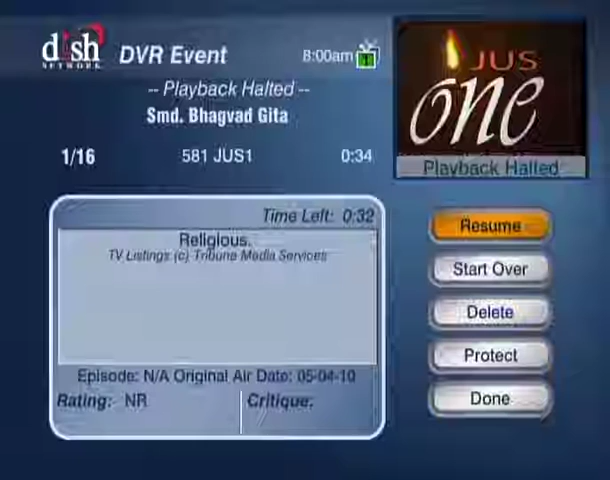 dish
NETWORK
DVR Event
8:00am
1
-- Playback Halted --
Smd. Bhagvad Gita
1/16
581 JUS1
0:34
JUS
one
Playback Halted
Time Left: 0:32
Religious.
TV Listings (c) Tribune Media Services
Episode: N/A Original Air Date: 05-04-10
Rating: NR
Critique:
Resume
Start Over
Delete
Protect
Done